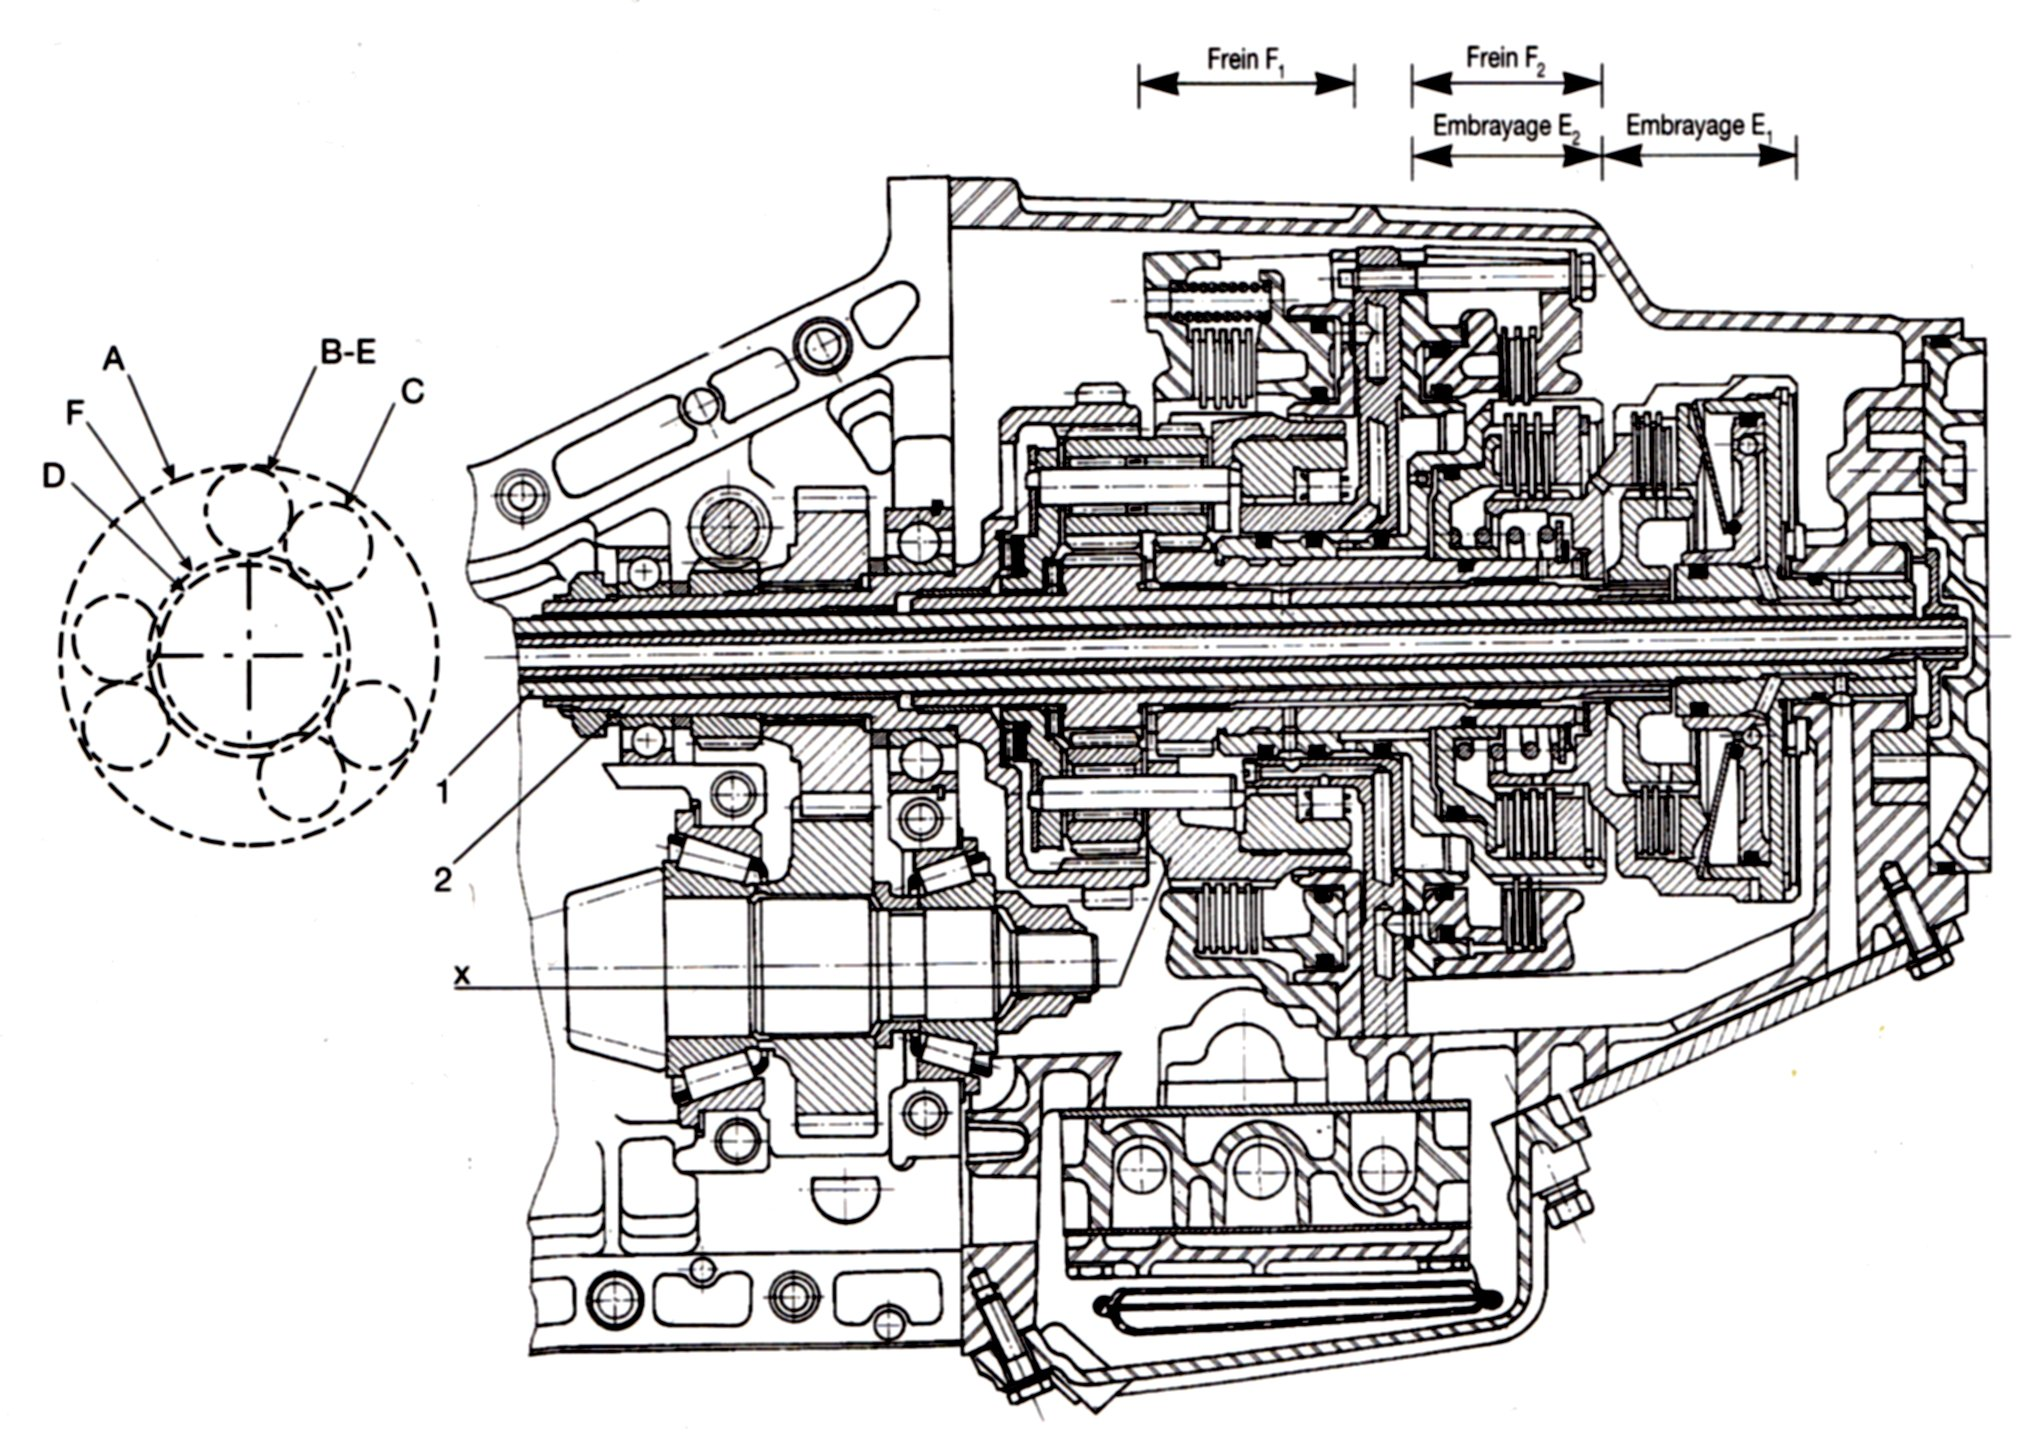 Frein F1
Frein F2
Embrayage E2
Embrayage E1
A
B-E
C
F
D
1
2
x